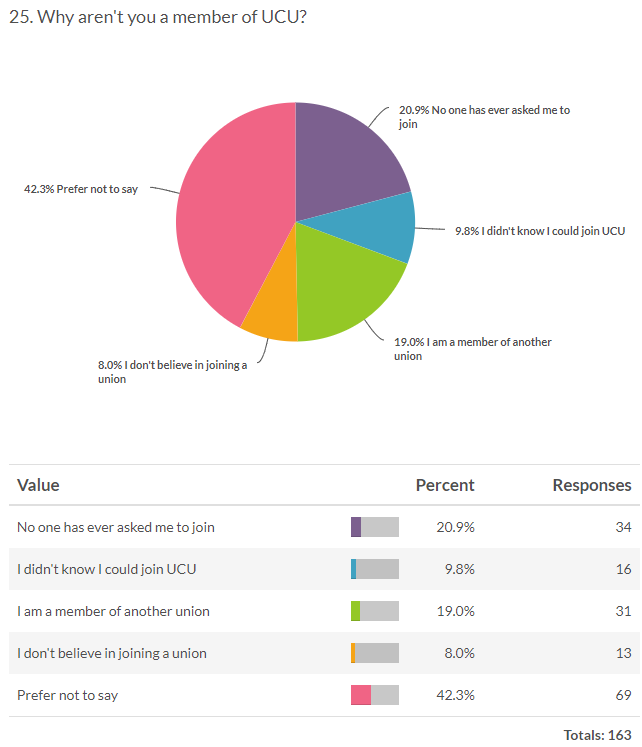 25. Why aren't you a member of UCU?
20.9% No one has ever asked me to
join
42.3% Prefer not to say
9.8% I didn't know I could join UCU
19.0% I am a member of another
union
8.0% I don't believe in joining a
union
Value Percent Responses
No one has ever asked me to join 20.9% 34
I didn't know I could join UCU 9.8% 16
I am a member of another union 19.0% 31
I don't believe in joining a union 8.0% 13
Prefer not to say 42.3% 69
Totals: 163